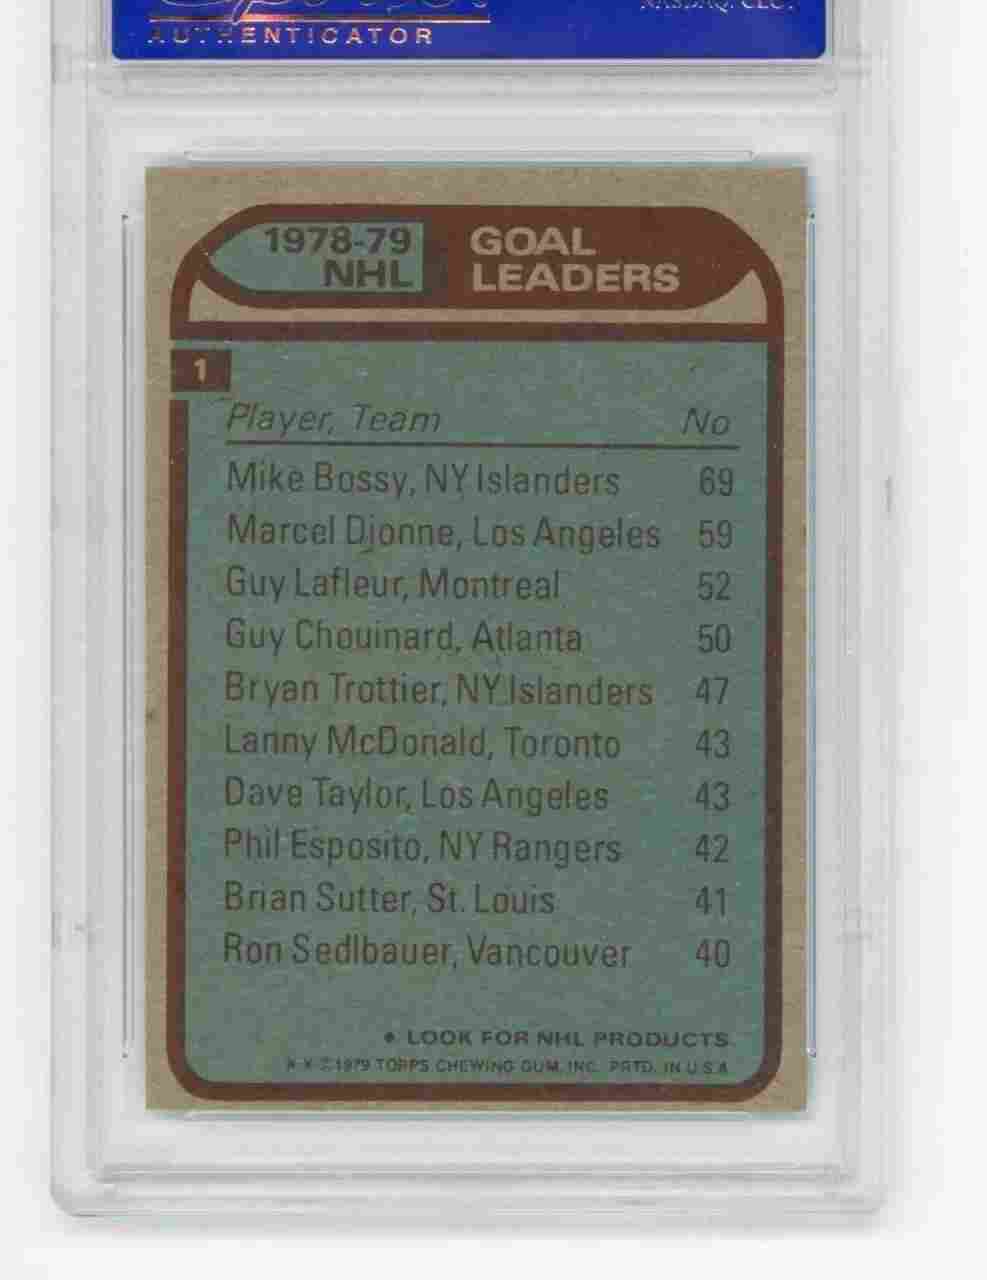 AUTHENTICATOR
1978-79 NHL
GOAL LEADERS
1
Player, Team No
Mike Bossy, NY Islanders 69
Marcel Dionne, Los Angeles 59
Guy Lafleur, Montreal 52
Guy Chouinard, Atlanta 50
Bryan Trottier, NY Islanders 47
Lanny McDonald, Toronto 43
Dave Taylor, Los Angeles 43
Phil Esposito, NY Rangers 42
Brian Sutter, St. Louis 41
Ron Sedlbauer, Vancouver 40
• LOOK FOR NHL PRODUCTS
* * ©1979 TOPPS CHEWING GUM, INC. PRTD. IN U.S.A.